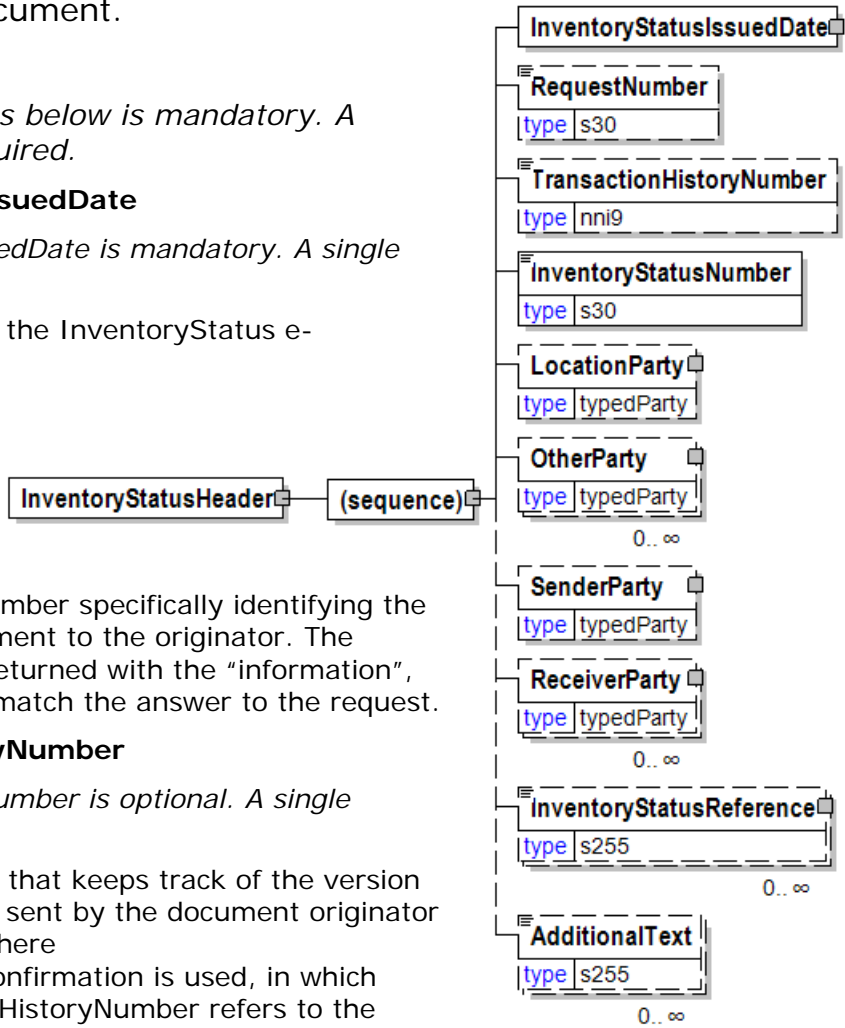 cument.
s below is mandatory. A
uired.
ssuedDate
edDate is mandatory. A single
the InventoryStatus e-
mber specifically identifying the
ment to the originator. The
eturned with the “information”,
match the answer to the request.
yNumber
umber is optional. A single
that keeps track of the version
sent by the document originator
here
onfirmation is used, in which
HistoryNumber refers to the
InventoryStatusHeader
(sequence)
InventoryStatusIssuedDate
RequestNumber
type s30
TransactionHistoryNumber
type nni9
InventoryStatusNumber
type s30
LocationParty
type typedParty
OtherParty
type typedParty
0.. ∞
SenderParty
type typedParty
ReceiverParty
type typedParty
0.. ∞
InventoryStatusReference
type s255
0.. ∞
AdditionalText
type s255
0.. ∞